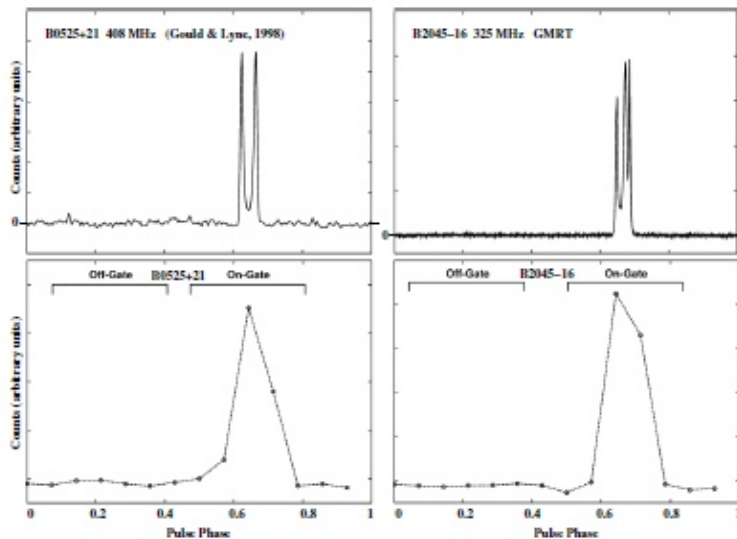 B0525+21 408 MHz (Gould & Lyne, 1998)
Counts (arbitrary units)
0
B2045−16 325 MHz GMRT
0
Off-Gate B0525+21 On-Gate
Counts (arbitrary units)
0 0.2 0.4 0.6 0.8 1
Pulse Phase
Off-Gate B2045−16 On-Gate
0 0.2 0.4 0.6 0.8 1
Pulse Phase